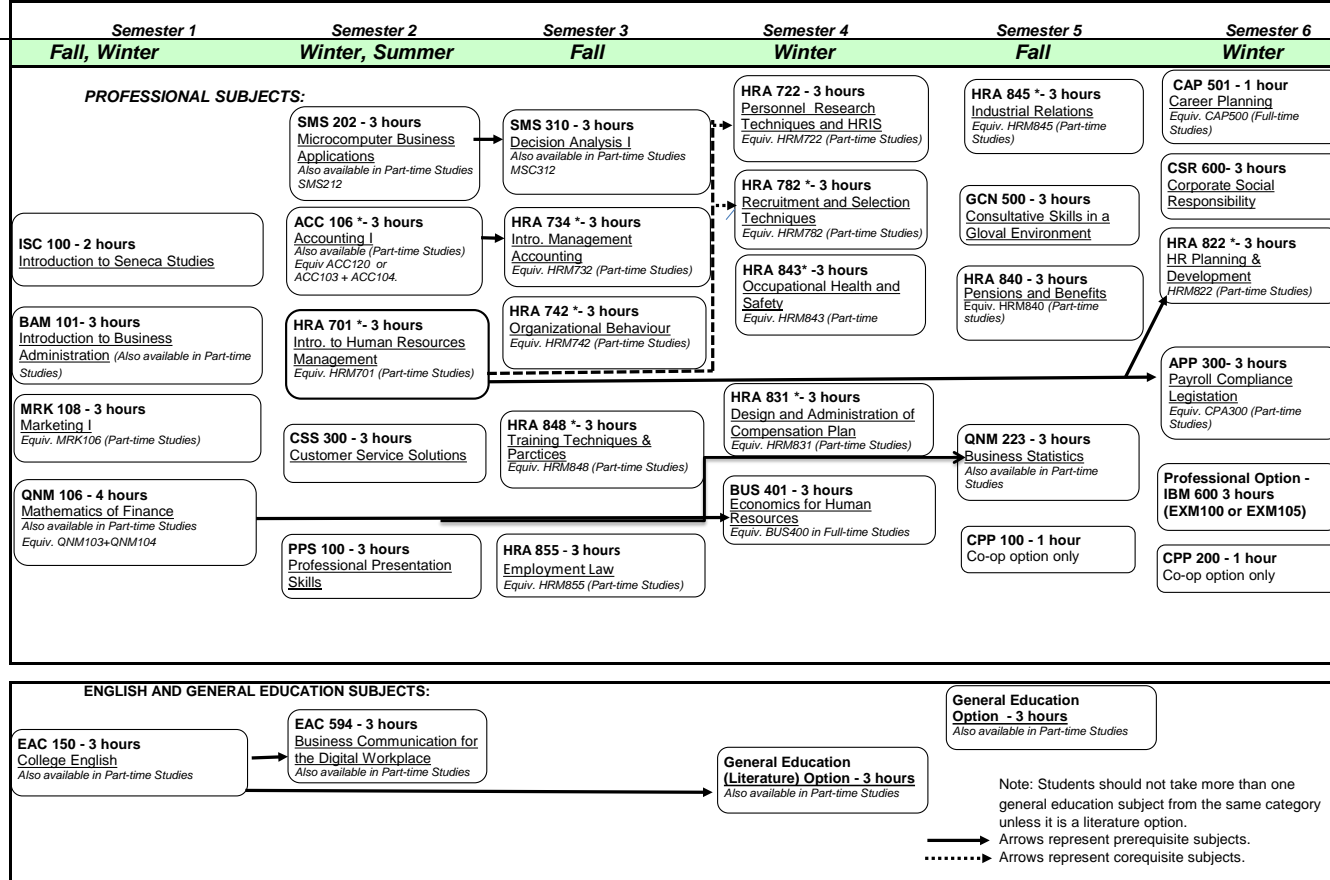 Semester 1
Semester 2
Semester 3
Semester 4
Semester 5
Semester 6
Fall, Winter
Winter, Summer
Fall
Winter
Fall
Winter
PROFESSIONAL SUBJECTS:
ISC 100 - 2 hours
Introduction to Seneca Studies
BAM 101- 3 hours
Introduction to Business
Administration (Also available in Part-time
Studies)
MRK 108 - 3 hours
Marketing I
Equiv. MRK106 (Part-time Studies)
QNM 106 - 4 hours
Mathematics of Finance
Also available in Part-time Studies
Equiv. QNM103+QNM104
SMS 202 - 3 hours
Microcomputer Business
Applications
Also available in Part-time Studies
SMS212
ACC 106 *- 3 hours
Accounting I
Also available (Part-time Studies)
Equiv ACC120 or
ACC103 + ACC104.
HRA 701 *- 3 hours
Intro. to Human Resources
Management
Equiv. HRM701 (Part-time Studies)
CSS 300 - 3 hours
Customer Service Solutions
PPS 100 - 3 hours
Professional Presentation
Skills
SMS 310 - 3 hours
Decision Analysis I
Also available in Part-time Studies
MSC312
HRA 734 *- 3 hours
Intro. Management
Accounting
Equiv. HRM732 (Part-time Studies)
HRA 742 *- 3 hours
Organizational Behaviour
Equiv. HRM742 (Part-time Studies)
HRA 848 *- 3 hours
Training Techniques &
Parctices
Equiv. HRM848 (Part-time Studies)
HRA 855 - 3 hours
Employment Law
Equiv. HRM855 (Part-time Studies)
HRA 722 - 3 hours
Personnel Research
Techniques and HRIS
Equiv. HRM722 (Part-time Studies)
HRA 782 *- 3 hours
Recruitment and Selection
Techniques
Equiv. HRM782 (Part-time Studies)
HRA 843* -3 hours
Occupational Health and
Safety
Equiv. HRM843 (Part-time
HRA 831 *- 3 hours
Design and Administration of
Compensation Plan
Equiv. HRM831 (Part-time Studies)
BUS 401 - 3 hours
Economics for Human
Resources
Equiv. BUS400 in Full-time Studies
HRA 845 *- 3 hours
Industrial Relations
Equiv. HRM845 (Part-time
Studies)
GCN 500 - 3 hours
Consultative Skills in a
Gloval Environment
HRA 840 - 3 hours
Pensions and Benefits
Equiv. HRM840 (Part-time
studies)
QNM 223 - 3 hours
Business Statistics
Also available in Part-time
Studies
CPP 100 - 1 hour
Co-op option only
CAP 501 - 1 hour
Career Planning
Equiv. CAP500 (Full-time
Studies)
CSR 600- 3 hours
Corporate Social
Responsibility
HRA 822 *- 3 hours
HR Planning &
Development
HRM822 (Part-time Studies)
APP 300- 3 hours
Payroll Compliance
Legistation
Equiv. CPA300 (Part-time
Studies)
Professional Option -
IBM 600 3 hours
(EXM100 or EXM105)
CPP 200 - 1 hour
Co-op option only
ENGLISH AND GENERAL EDUCATION SUBJECTS:
EAC 150 - 3 hours
College English
Also available in Part-time Studies
EAC 594 - 3 hours
Business Communication for
the Digital Workplace
Also available in Part-time Studies
General Education
(Literature) Option - 3 hours
Also available in Part-time Studies
General Education
Option - 3 hours
Also available in Part-time Studies
Note: Students should not take more than one
general education subject from the same category
unless it is a literature option.
Arrows represent prerequisite subjects.
Arrows represent corequisite subjects.